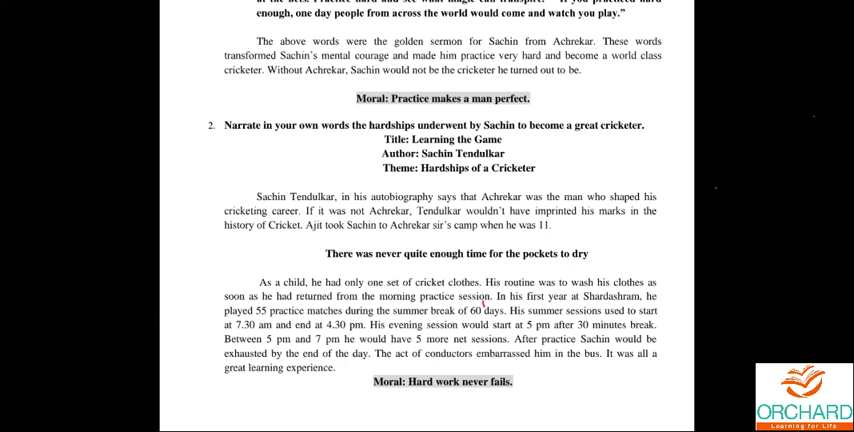 enough, one day people from across the world would come and watch you play.”
The above words were the golden sermon for Sachin from Achrekar. These words
transformed Sachin’s mental courage and made him practice very hard and become a world class
cricketer. Without Achrekar, Sachin would not be the cricketer he turned out to be.
Moral: Practice makes a man perfect.
2. Narrate in your own words the hardships underwent by Sachin to become a great cricketer.
Title: Learning the Game
Author: Sachin Tendulkar
Theme: Hardships of a Cricketer
Sachin Tendulkar, in his autobiography says that Achrekar was the man who shaped his
cricketing career. If it was not Achrekar, Tendulkar wouldn’t have imprinted his marks in the
history of Cricket. Ajit took Sachin to Achrekar sir’s camp when he was 11.
There was never quite enough time for the pockets to dry
As a child, he had only one set of cricket clothes. His routine was to wash his clothes as
soon as he had returned from the morning practice session. In his first year at Shardashram, he
played 55 practice matches during the summer break of 60 days. His summer sessions used to start
at 7.30 am and end at 4.30 pm. His evening session would start at 5 pm after 30 minutes break.
Between 5 pm and 7 pm he would have 5 more net sessions. After practice Sachin would be
exhausted by the end of the day. The act of conductors embarrassed him in the bus. It was all a
great learning experience.
Moral: Hard work never fails.
ORCHARD
Learning for Life